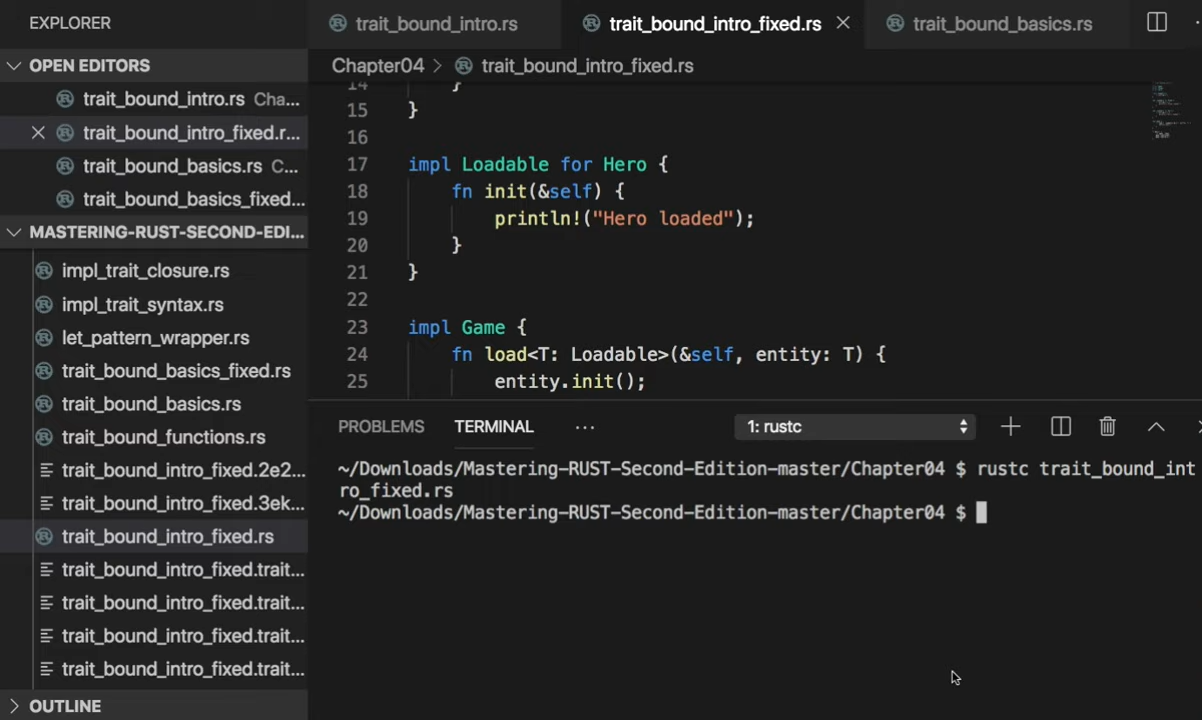 EXPLORER
trait_bound_intro.rs
trait_bound_intro_fixed.rs
trait_bound_basics.rs
OPEN EDITORS
trait_bound_intro.rs Cha...
trait_bound_intro_fixed.r...
trait_bound_basics.rs C...
trait_bound_basics_fixed...
MASTERING-RUST-SECOND-EDI...
impl_trait_closure.rs
impl_trait_syntax.rs
let_pattern_wrapper.rs
trait_bound_basics_fixed.rs
trait_bound_basics.rs
trait_bound_functions.rs
trait_bound_intro_fixed.2e2...
trait_bound_intro_fixed.3ek...
trait_bound_intro_fixed.rs
trait_bound_intro_fixed.trait...
trait_bound_intro_fixed.trait...
trait_bound_intro_fixed.trait...
trait_bound_intro_fixed.trait...
OUTLINE
Chapter04 > trait_bound_intro_fixed.rs
14 }
15 }
16
17 impl Loadable for Hero {
18 fn init(&self) {
19 println!("Hero loaded");
20 }
21 }
22
23 impl Game {
24 fn load<T: Loadable>(&self, entity: T) {
25 entity.init();
PROBLEMS TERMINAL ... 1: rustc
~/Downloads/Mastering-RUST-Second-Edition-master/Chapter04 $ rustc trait_bound_int
ro_fixed.rs
~/Downloads/Mastering-RUST-Second-Edition-master/Chapter04 $